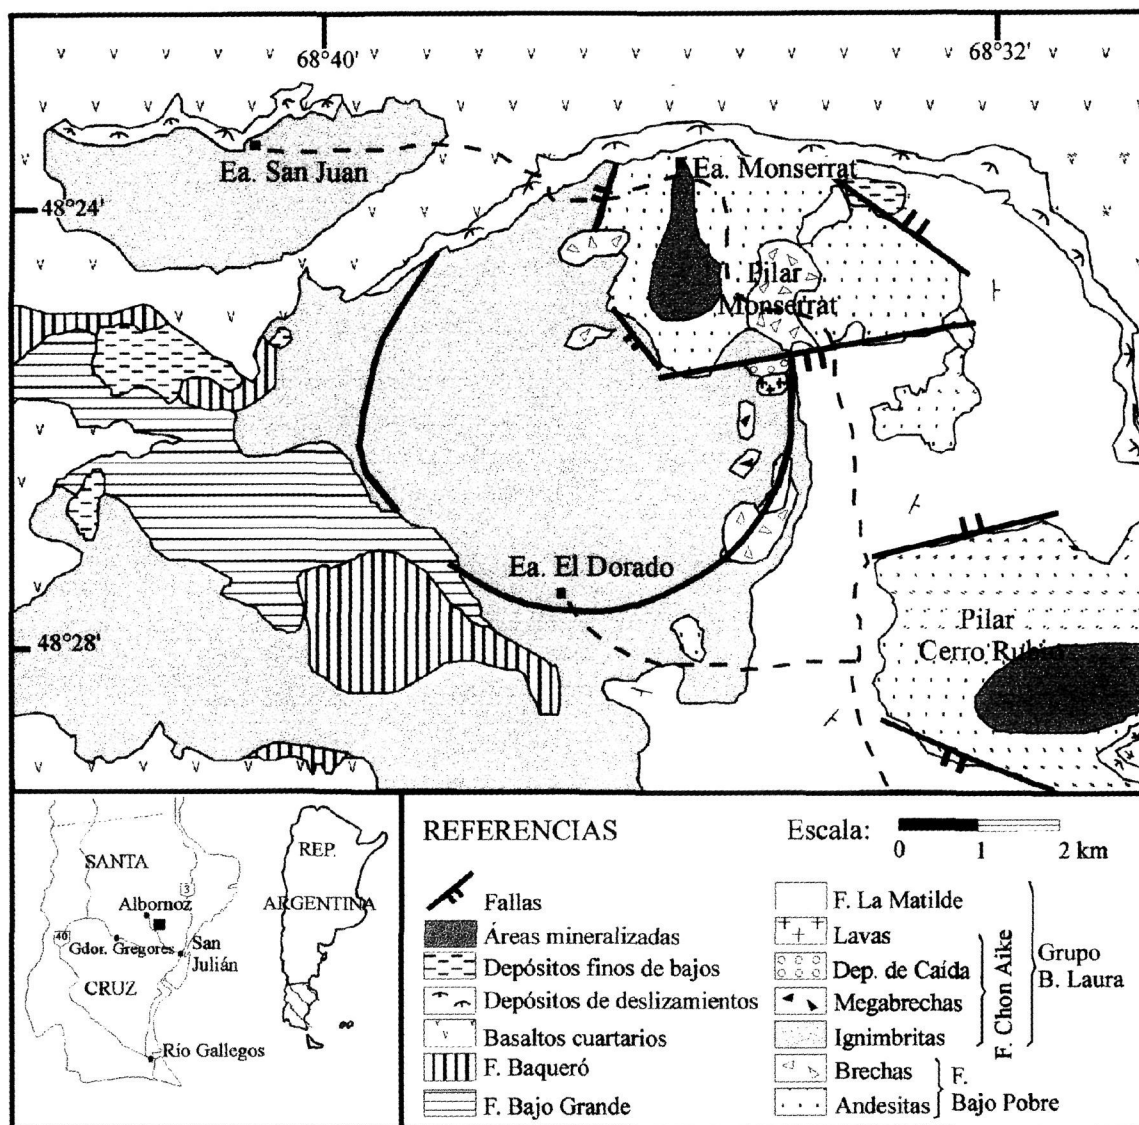 68°40'
68°32'
Ea. San Juan
Ea. Monserrat
48°24'
Pilar
Monserrat
Ea. El Dorado
48°28'
Pilar
Cerro Rubio
SANTA
3
Albornoz
40
Gdor. Gregores
San
Julián
CRUZ
Río Gallegos
REP.
ARGENTINA
REFERENCIAS
Fallas
Áreas mineralizadas
Depósitos finos de bajos
Depósitos de deslizamientos
Basaltos cuartarios
F. Baqueró
F. Bajo Grande
Escala:
0 1 2 km
F. La Matilde
Lavas
Dep. de Caída
Megabrechas
Ignimbritas
F. Chon Aike
Grupo
B. Laura
Brechas
Andesitas
F.
Bajo Pobre